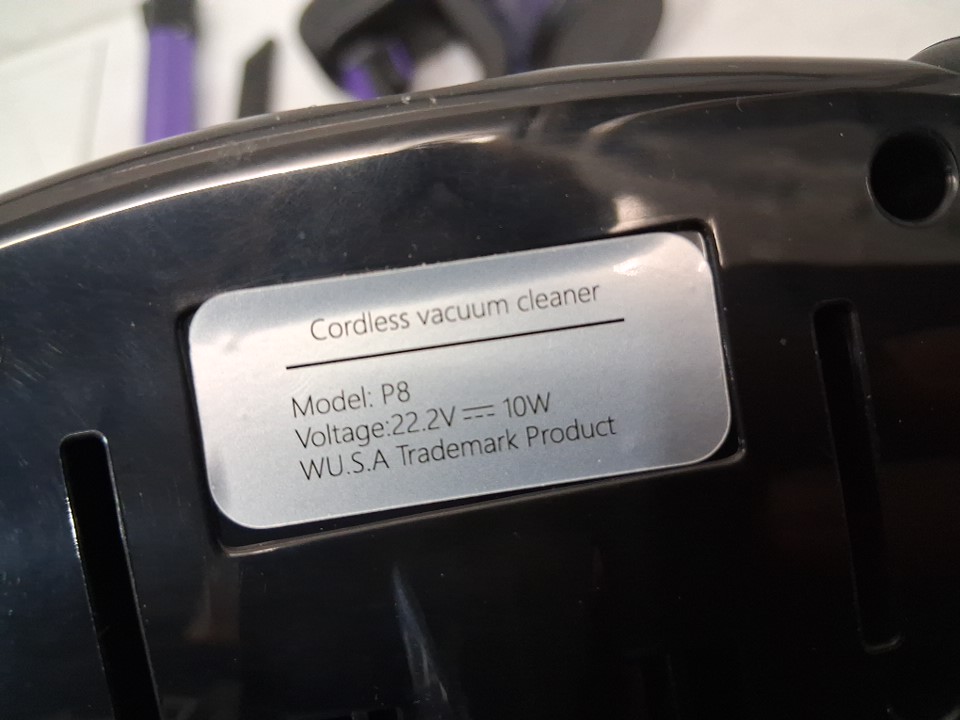 Cordless vacuum cleaner
Model: P8
Voltage:22.2V ⎓ 10W
WU.S.A Trademark Product